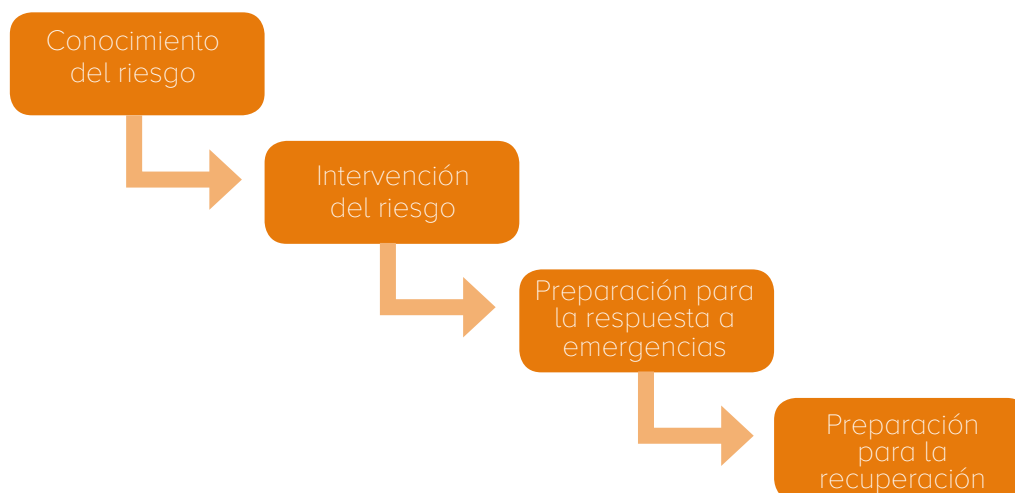 Conocimiento
del riesgo
Intervención
del riesgo
Preparación para
la respuesta a
emergencias
Preparación
para la
recuperación